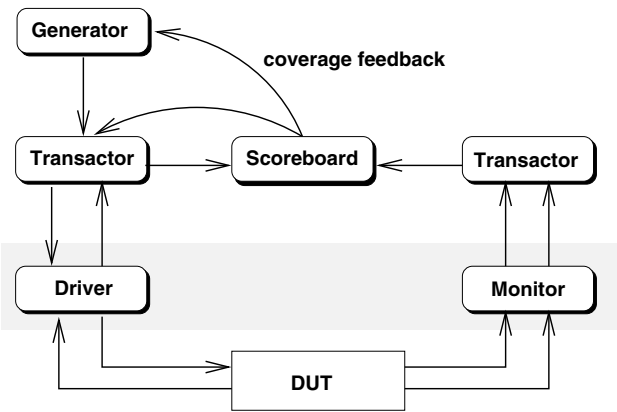 Generator
coverage feedback
Transactor
Scoreboard
Transactor
Driver
Monitor
DUT